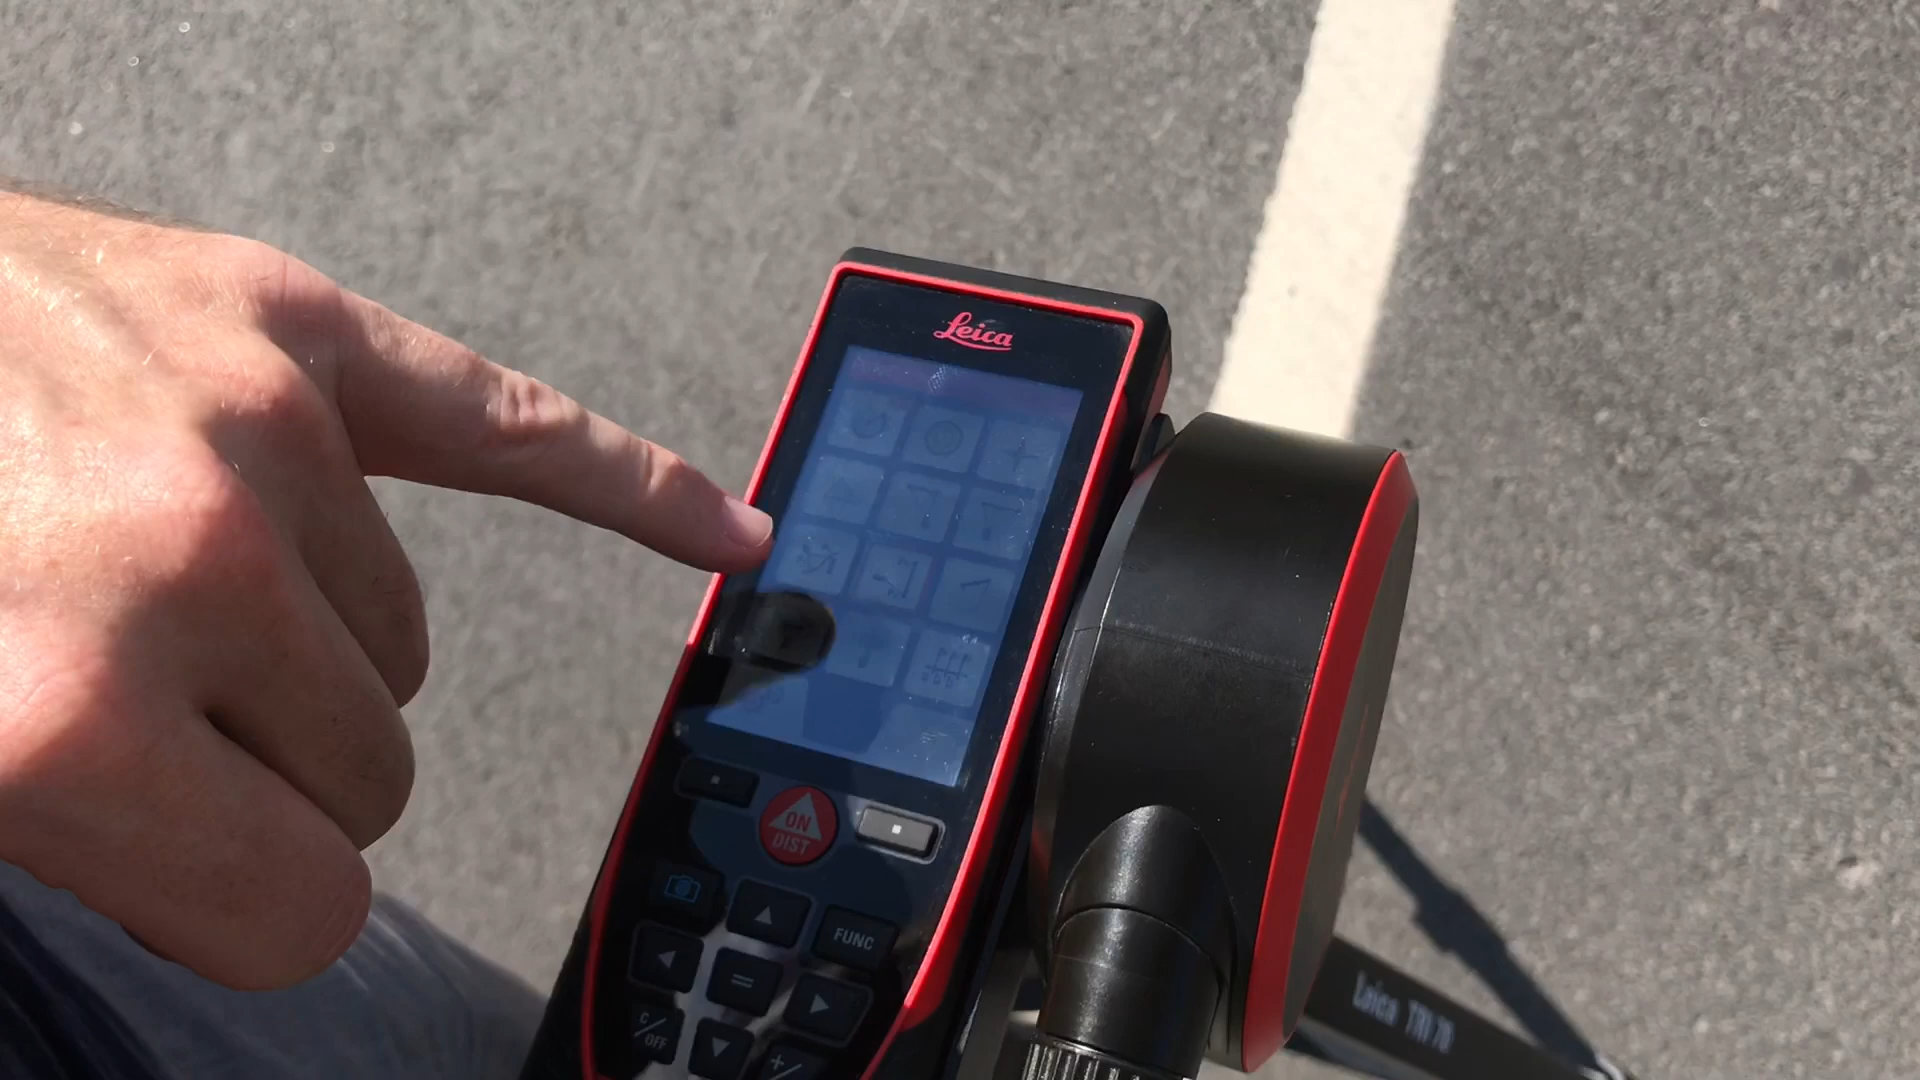 Leica
ON
DIST
FUNC
C/OFF
Leica TRI 70